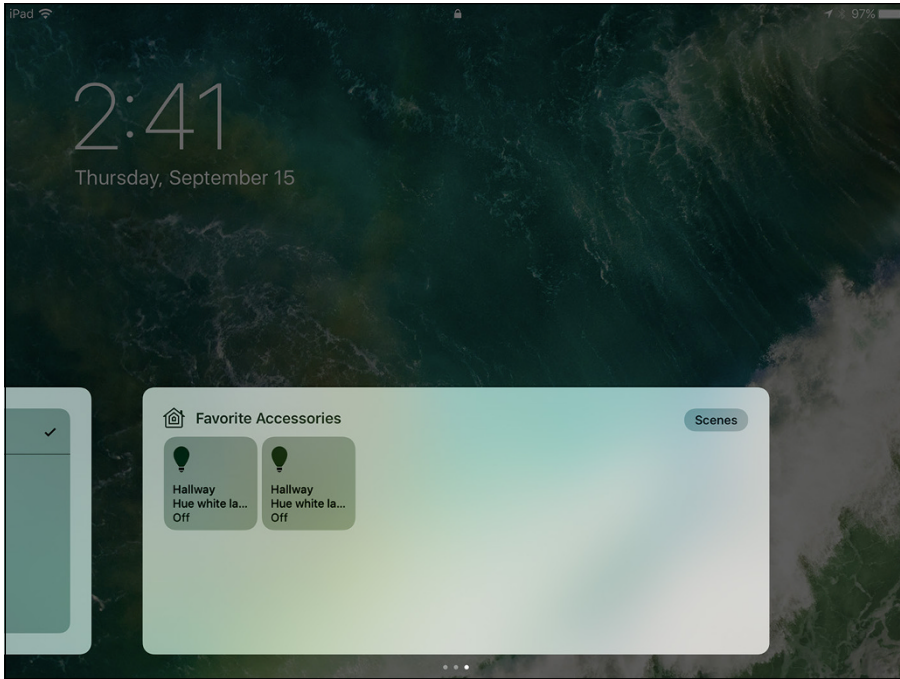 iPad 97%
2:41
Thursday, September 15
Favorite Accessories Scenes
Hallway Hallway
Hue white la... Hue white la...
Off Off